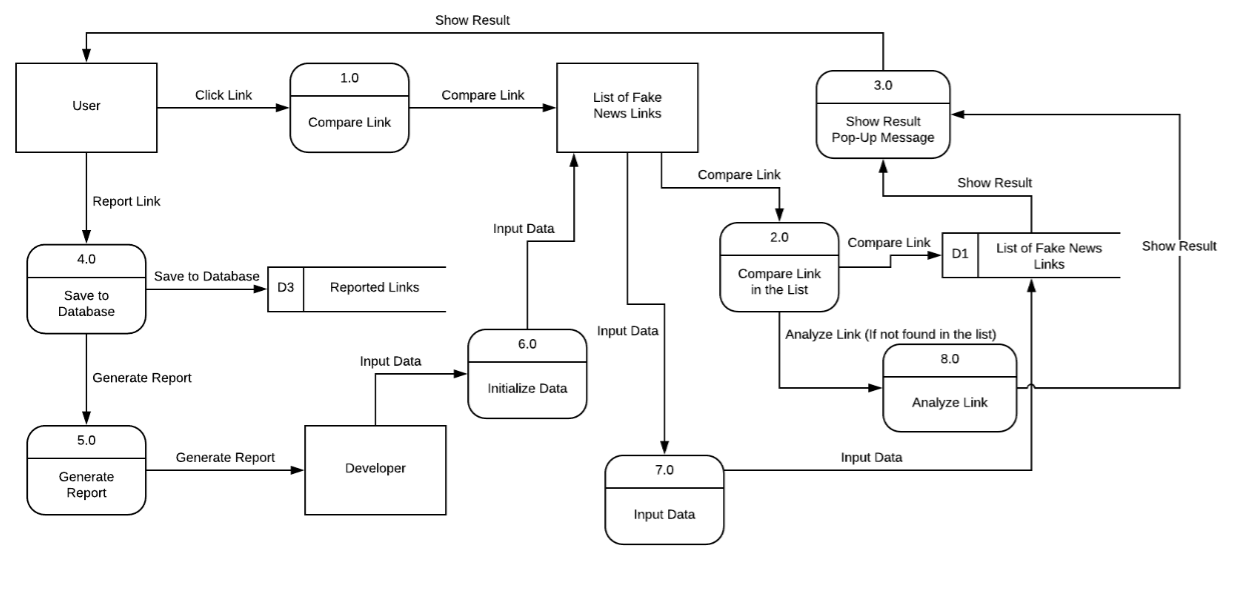 Show Result
User
Click Link
1.0
Compare Link
Compare Link
List of Fake
News Links
3.0
Show Result
Pop-Up Message
Report Link
Compare Link
Show Result
Input Data
4.0
Save to
Database
Save to Database
D3
Reported Links
2.0
Compare Link
in the List
Compare Link
D1
List of Fake News
Links
Show Result
Input Data
6.0
Initialize Data
Input Data
Analyze Link (If not found in the list)
8.0
Analyze Link
Generate Report
5.0
Generate
Report
Generate Report
Developer
7.0
Input Data
Input Data